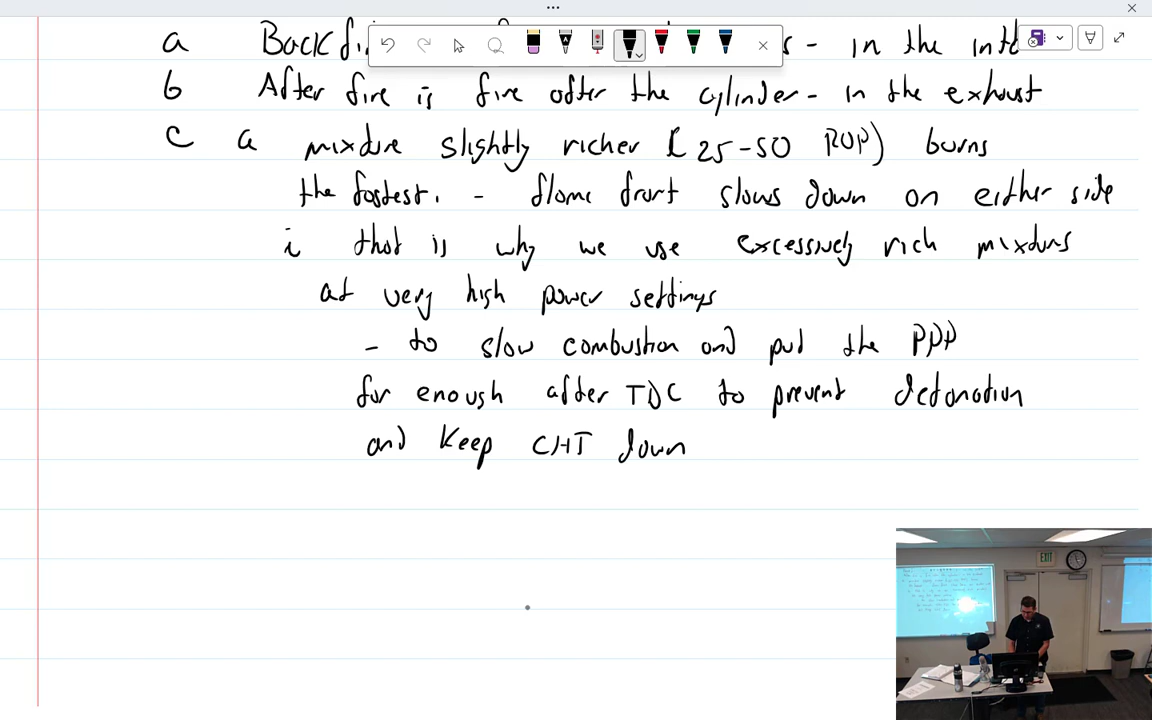 a Backfi - in the int
b After fire is fire after the cylinder - in the exhaust
c a mixture slightly richer (25-50 ROP) burns
the fastest. - flame front slows down on either side
i that is why we use excessively rich mixtures
at very high power settings
- to slow combustion and put the PPP
far enough after TDC to prevent detonation
and keep CHT down
EXIT